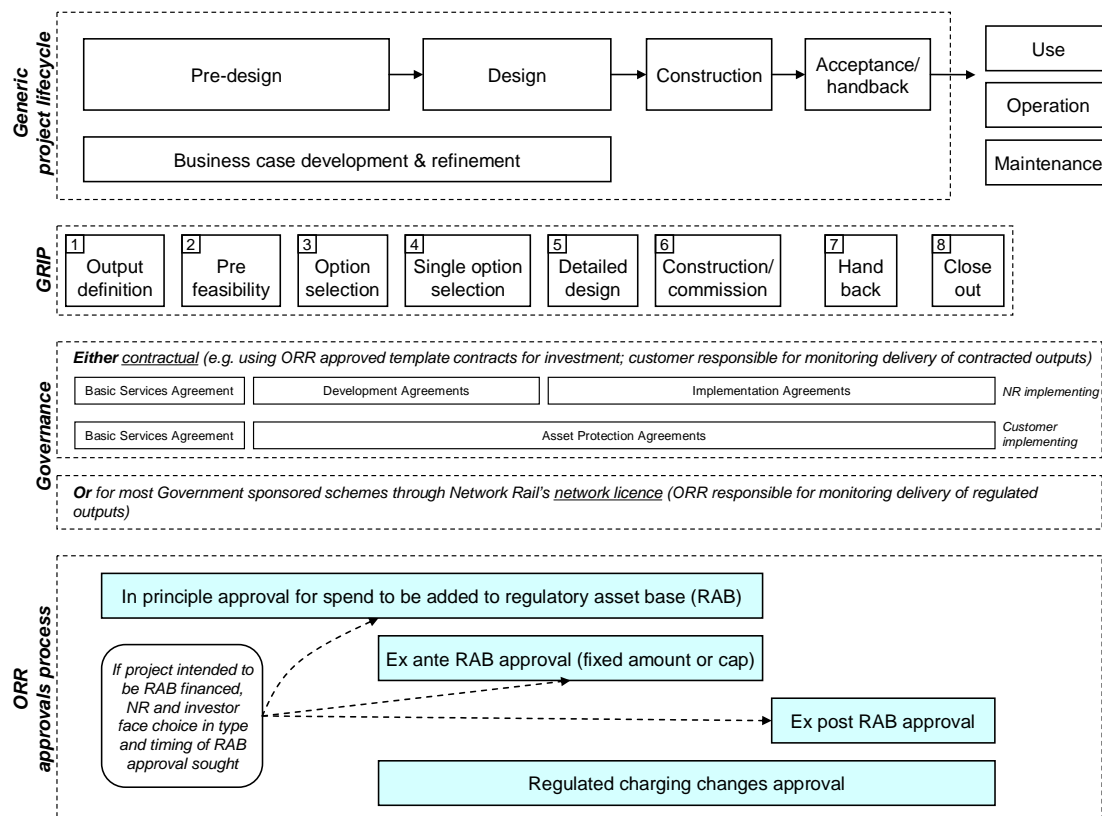 Generic
project lifecycle
Pre-design
Design
Construction
Acceptance/
handback
Use
Operation
Maintenance
Business case development & refinement
GRIP
1
Output
definition
2
Pre
feasibility
3
Option
selection
4
Single option
selection
5
Detailed
design
6
Construction/
commission
7
Hand
back
8
Close
out
Governance
Either contractual (e.g. using ORR approved template contracts for investment; customer responsible for monitoring delivery of contracted outputs)
Basic Services Agreement
Development Agreements
Implementation Agreements
NR implementing
Basic Services Agreement
Asset Protection Agreements
Customer
implementing
Or for most Government sponsored schemes through Network Rail's network licence (ORR responsible for monitoring delivery of regulated
outputs)
ORR
approvals process
In principle approval for spend to be added to regulatory asset base (RAB)
If project intended to
be RAB financed,
NR and investor
face choice in type
and timing of RAB
approval sought
Ex ante RAB approval (fixed amount or cap)
Ex post RAB approval
Regulated charging changes approval